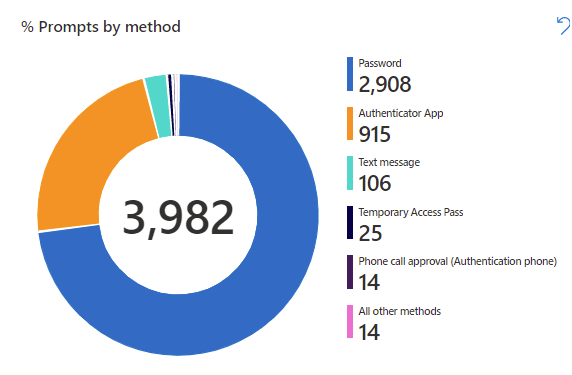 % Prompts by method
Password
2,908
Authenticator App
915
Text message
106
Temporary Access Pass
25
Phone call approval (Authentication phone)
14
All other methods
14
3,982